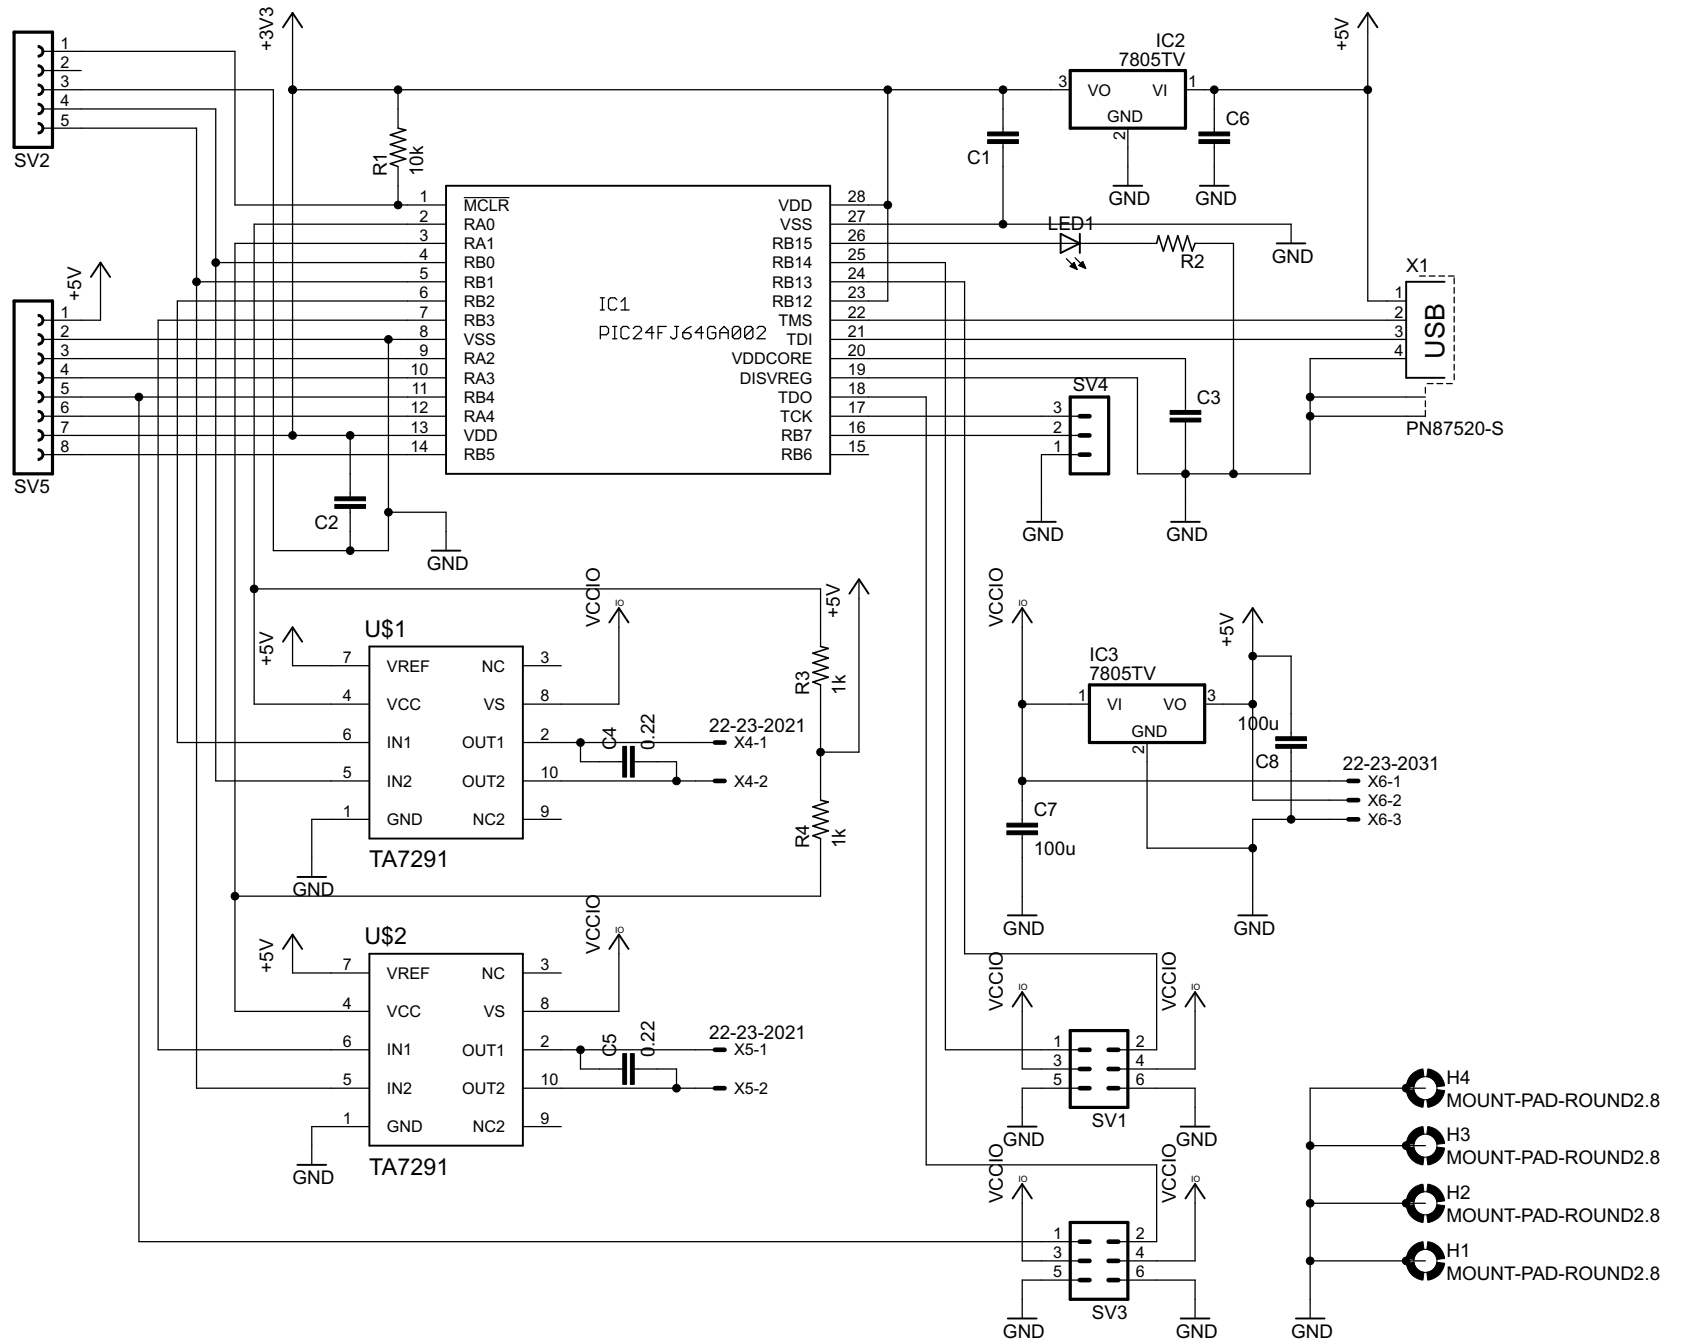 +3V3
+5V
IC2
7805TV
1
2
3
4
5
SV2
3
VO
VI
1
GND
2
C6
C1
R1
10k
GND
GND
1
2
3
4
5
6
7
8
9
10
11
12
13
14
MCLR
RA0
RA1
RB0
RB1
RB2
RB3
VSS
RA2
RA3
RB4
RA4
VDD
RB5
IC1
PIC24FJ64GA002
VDD
VSS
RB15
RB14
RB13
RB12
TMS
TDI
VDDCORE
DISVREG
TDO
TCK
RB7
RB6
28
27
26
25
24
23
22
21
20
19
18
17
16
15
LED1
R2
GND
X1
1
2
3
4
USB
PN87520-S
+5V
1
2
3
4
5
6
7
8
SV5
SV4
3
2
1
C3
C2
GND
GND
GND
+5V
U$1
VCCIO
IO
+5V
7
VREF
NC
3
4
VCC
VS
8
6
IN1
OUT1
2
5
IN2
OUT2
10
1
GND
NC2
9
TA7291
GND
C4
0.22
22-23-2021
X4-1
X4-2
R3
1k
R4
1k
VCCIO
IO
+5V
IC3
7805TV
1
VI
VO
3
GND
2
100u
C8
22-23-2031
X6-1
X6-2
X6-3
C7
100u
GND
GND
+5V
U$2
VCCIO
IO
7
VREF
NC
3
4
VCC
VS
8
6
IN1
OUT1
2
5
IN2
OUT2
10
1
GND
NC2
9
TA7291
GND
C5
0.22
22-23-2021
X5-1
X5-2
VCCIO
IO
VCCIO
IO
1
2
3
4
5
6
SV1
GND
GND
VCCIO
IO
VCCIO
IO
1
2
3
4
5
6
SV3
GND
GND
H4
MOUNT-PAD-ROUND2.8
H3
MOUNT-PAD-ROUND2.8
H2
MOUNT-PAD-ROUND2.8
H1
MOUNT-PAD-ROUND2.8
GND